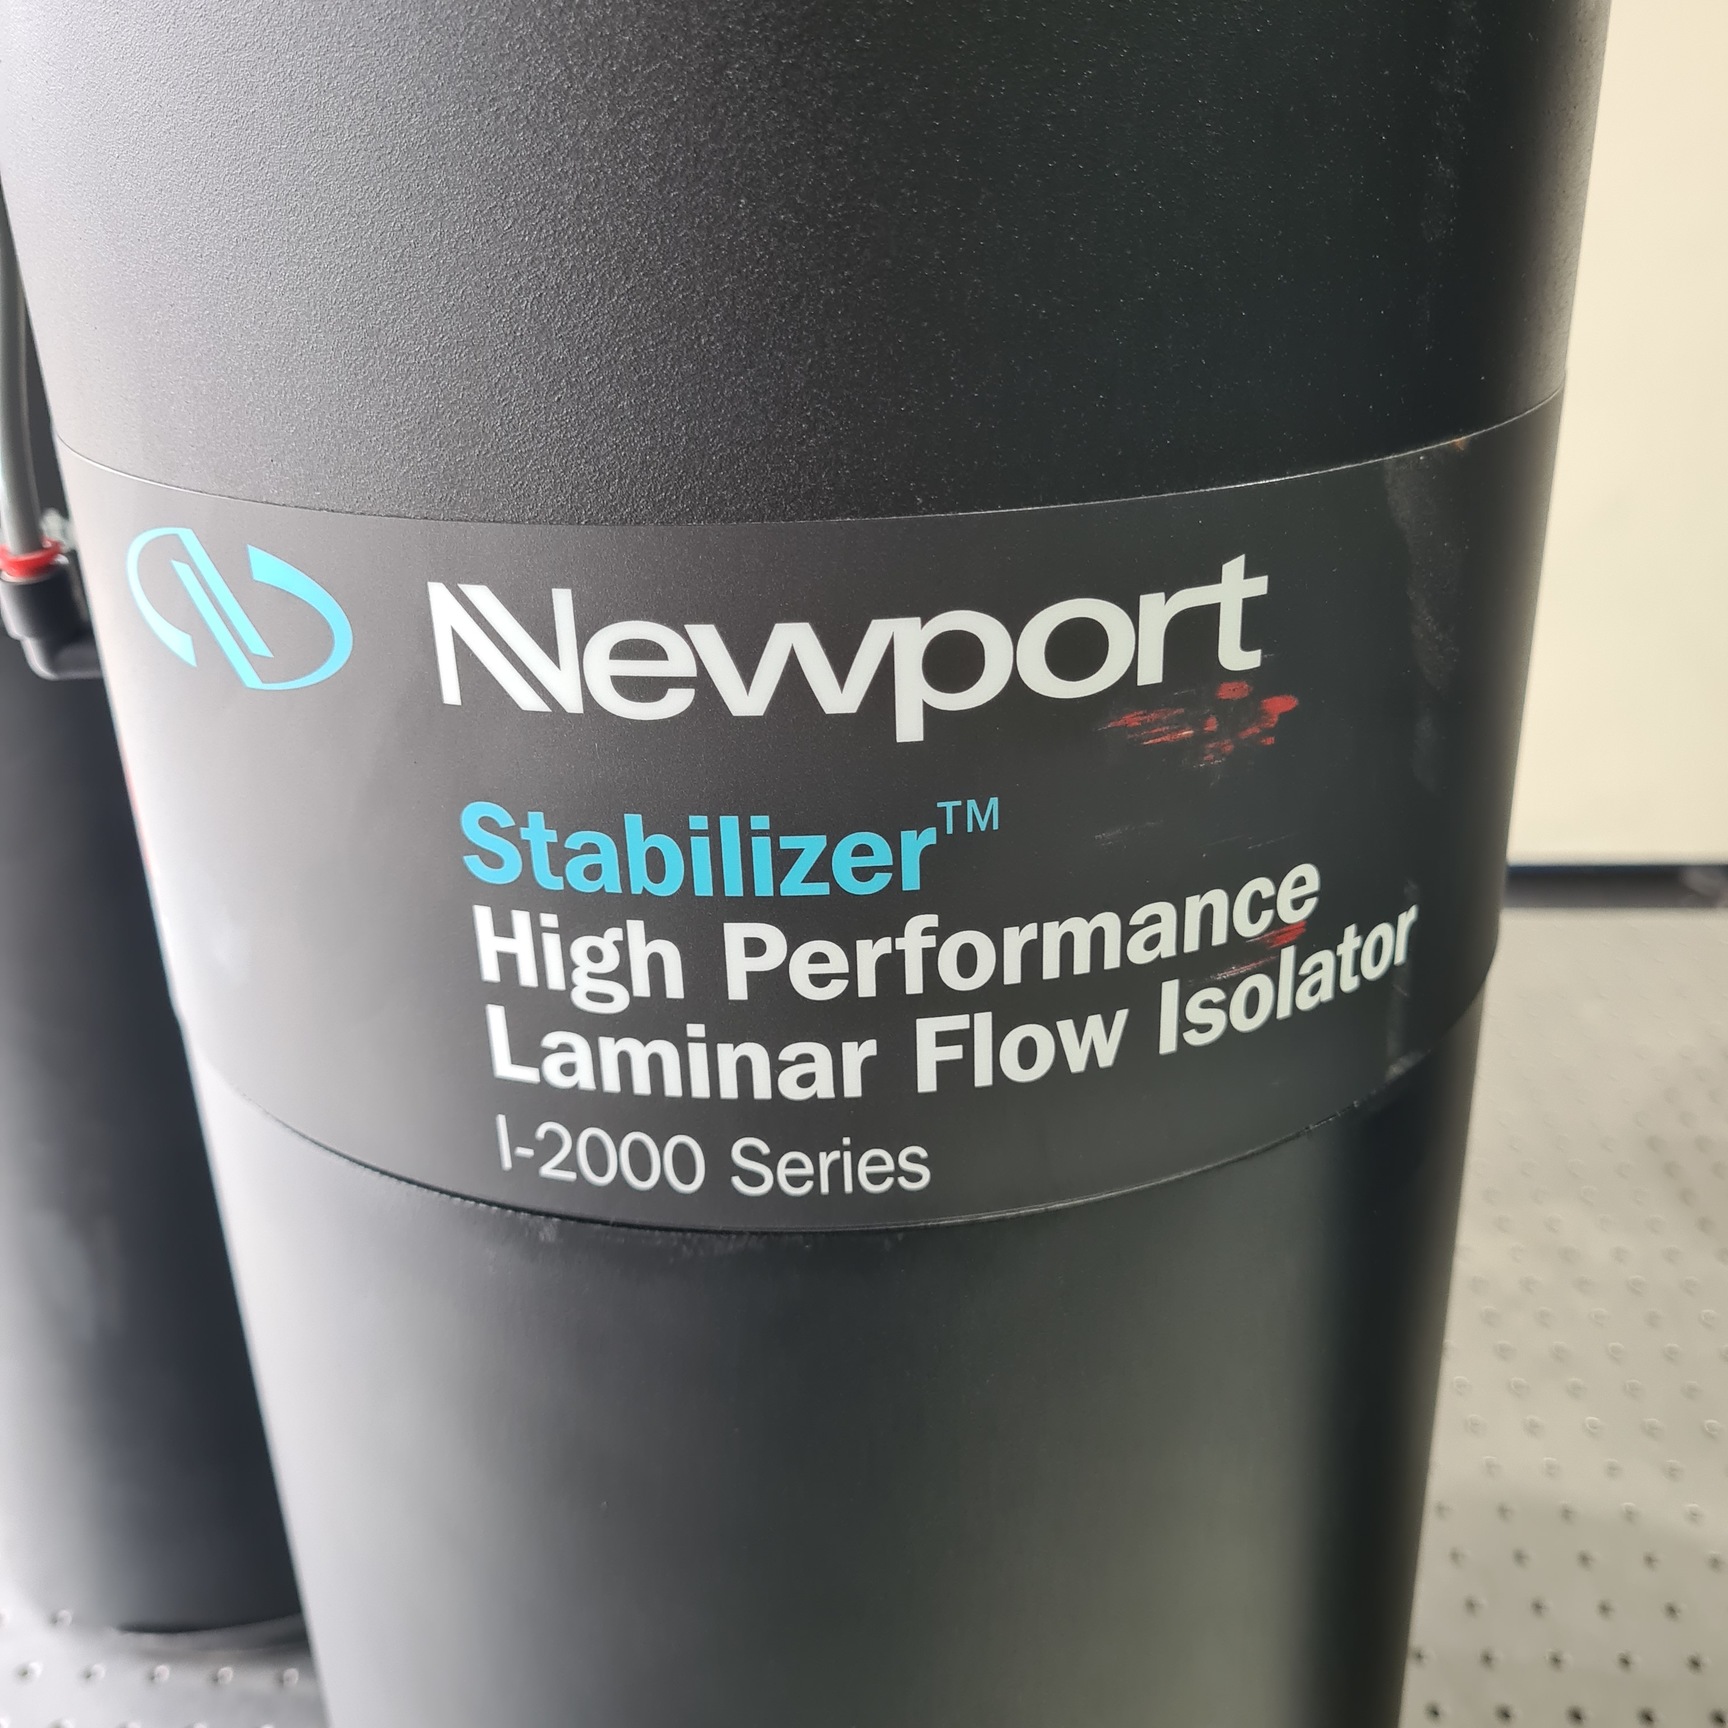 Newport
Stabilizer™
High Performance
Laminar Flow Isolator
I-2000 Series